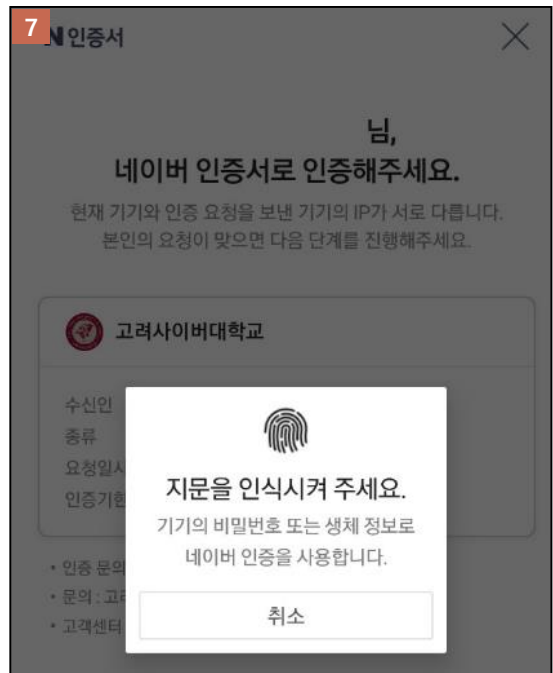 7
N 인증서
님,
네이버 인증서로 인증해주세요.
현재 기기와 인증 요청을 보낸 기기의 IP가 서로 다릅니다.
본인의 요청이 맞으면 다음 단계를 진행해주세요.
고려사이버대학교
수신인
종류
요청일시
인증기한
지문을 인식시켜 주세요.
기기의 비밀번호 또는 생체 정보로
네이버 인증을 사용합니다.
취소
• 인증 문의
• 문의 : 고려
• 고객센터